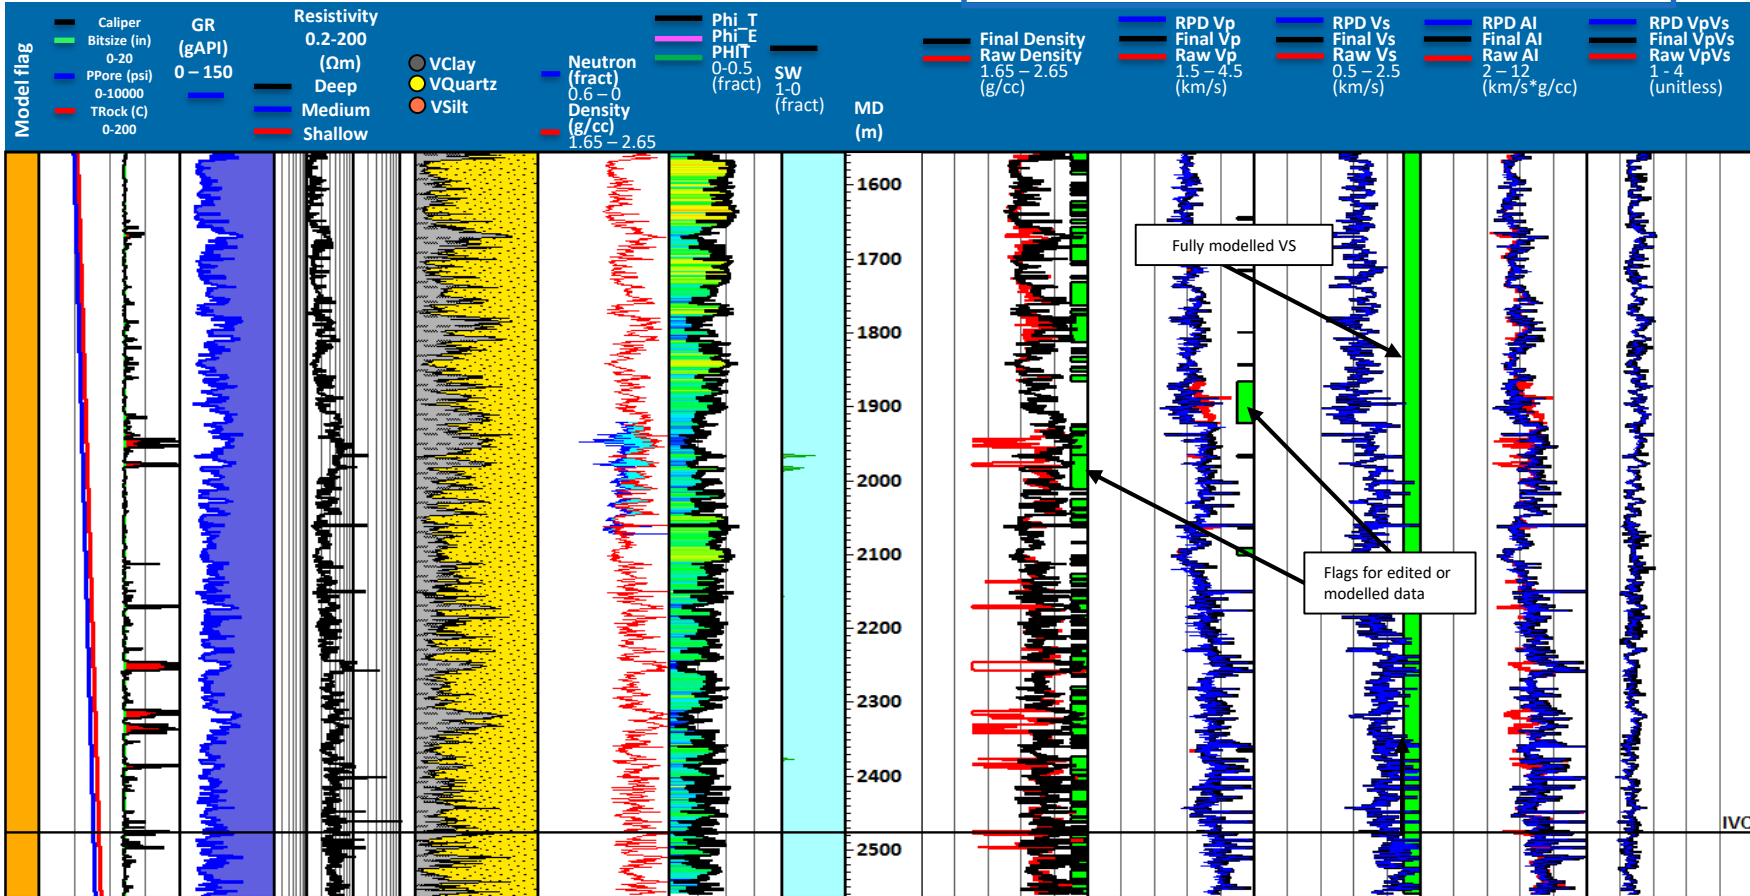 Model flag
Caliper
Bitsize (in)
0-20
PPore (psi)
0-10000
TRock (C)
0-200
GR
(gAPI)
0 – 150
Resistivity
0.2-200
(Ωm)
Deep
Medium
Shallow
VClay
VQuartz
VSilt
Neutron
(fract)
0.6 – 0
Density
(g/cc)
1.65 – 2.65
Phi_T
Phi_E
PHIT
0-0.5
(fract)
SW
1-0
(fract)
MD
(m)
Final Density
Raw Density
1.65 – 2.65
(g/cc)
RPD Vp
Final Vp
Raw Vp
1.5 – 4.5
(km/s)
RPD Vs
Final Vs
Raw Vs
0.5 – 2.5
(km/s)
RPD AI
Final AI
Raw AI
2 – 12
(km/s*g/cc)
RPD VpVs
Final VpVs
Raw VpVs
1 - 4
(unitless)
1600
1700
1800
1900
2000
2100
2200
2300
2400
2500
Fully modelled VS
Flags for edited or
modelled data